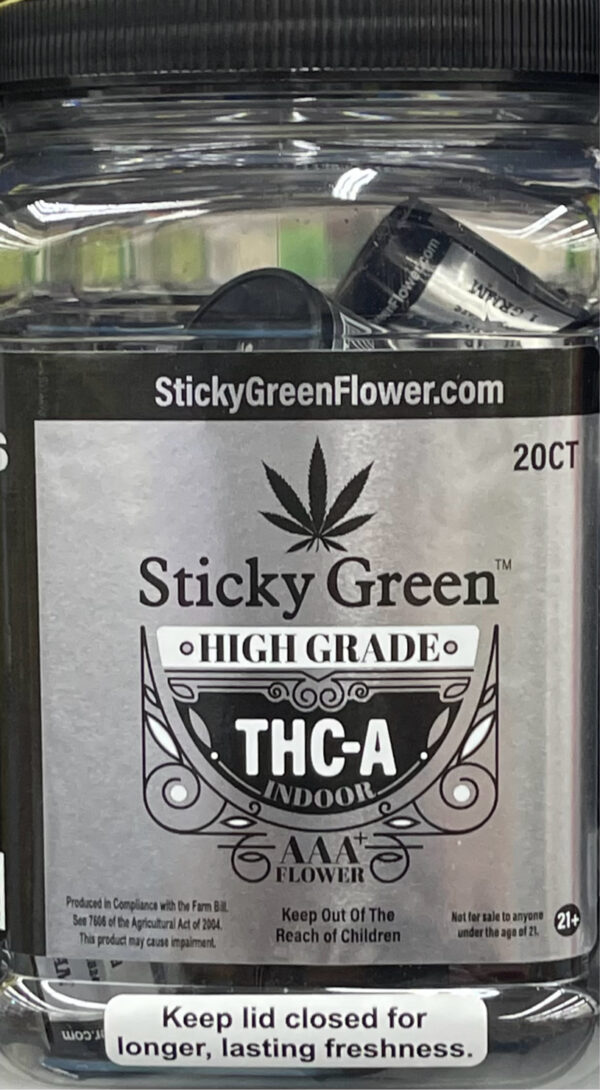 Flower.com
1 GRAMM
StickyGreenFlower.com
20CT
Sticky Green™
HIGH GRADE
THC-A
INDOOR
AAA+
FLOWER
Produced in Compliance with the Farm Bill.
See 7606 of the Agricultural Act of 2004.
This product may cause impairment.
Keep Out Of The
Reach of Children
Not for sale to anyone
under the age of 21.
21+
Keep lid closed for
longer, lasting freshness.